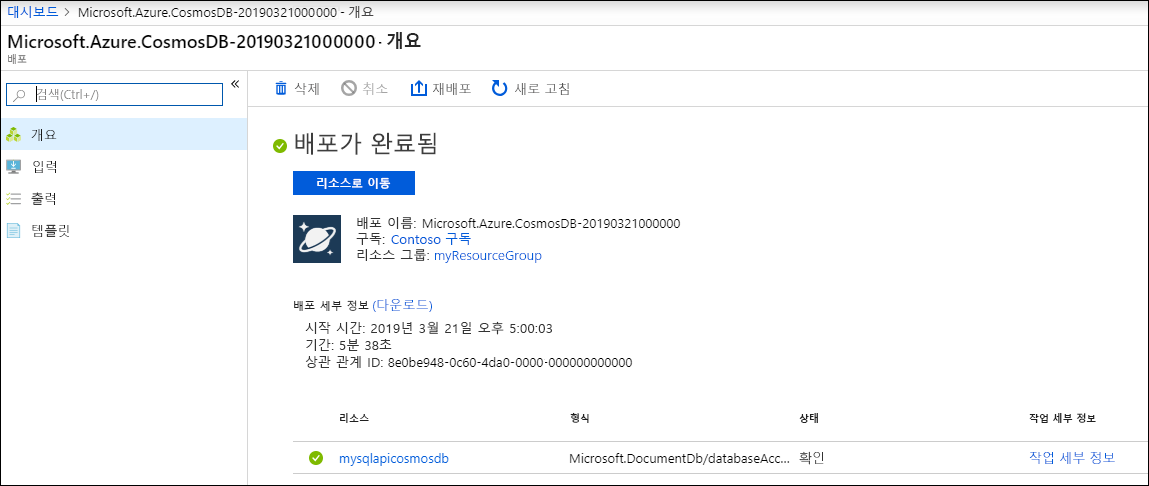 대시보드 > Microsoft.Azure.CosmosDB-20190321000000 - 개요
Microsoft.Azure.CosmosDB-20190321000000 - 개요
배포
검색(Ctrl+/)
«
삭제 취소 재배포 새로 고침
개요
입력
출력
템플릿
배포가 완료됨
리소스로 이동
배포 이름: Microsoft.Azure.CosmosDB-20190321000000
구독: Contoso 구독
리소스 그룹: myResourceGroup
배포 세부 정보 (다운로드)
시작 시간: 2019년 3월 21일 오후 5:00:03
기간: 5분 38초
상관 관계 ID: 8e0be948-0c60-4da0-0000-000000000000
리소스 형식 상태 작업 세부 정보
mysqlapicosmosdb Microsoft.DocumentDb/databaseAcc... 확인 작업 세부 정보